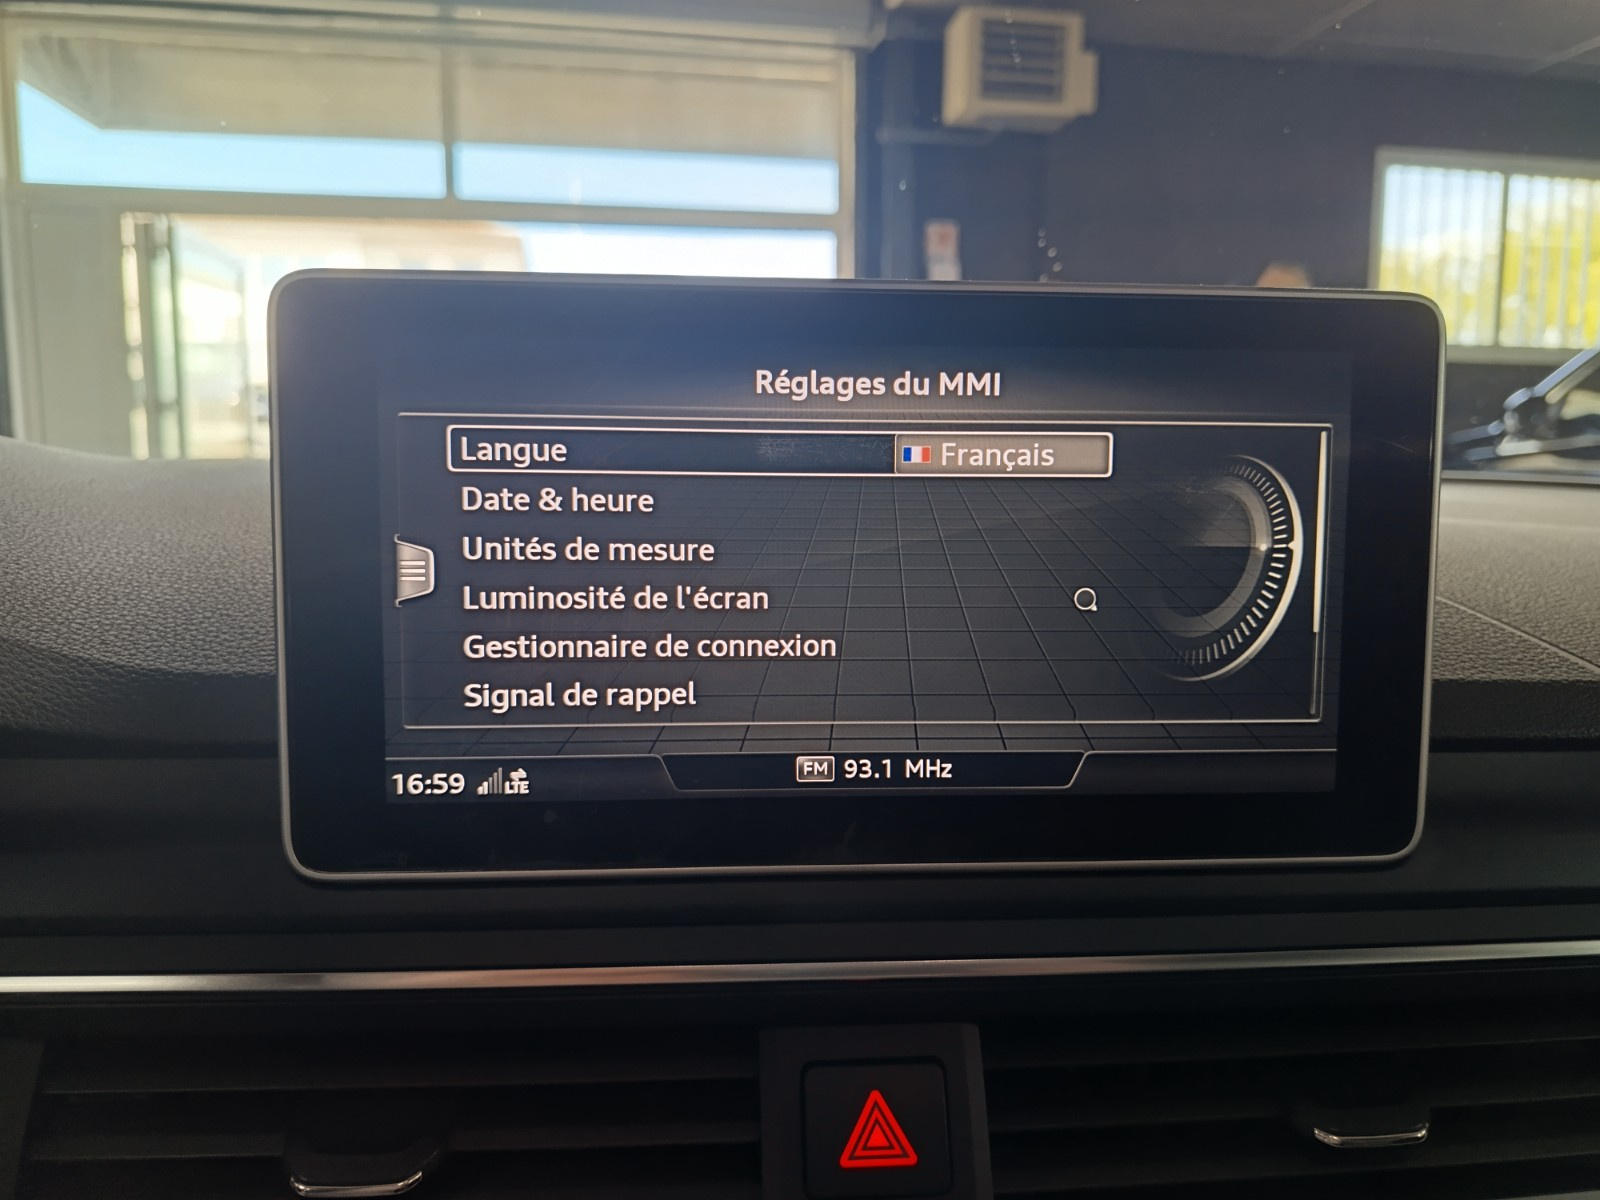 Réglages du MMI
Langue Français
Date & heure
Unités de mesure
Luminosité de l'écran
Gestionnaire de connexion
Signal de rappel
16:59 LTE FM 93.1 MHz